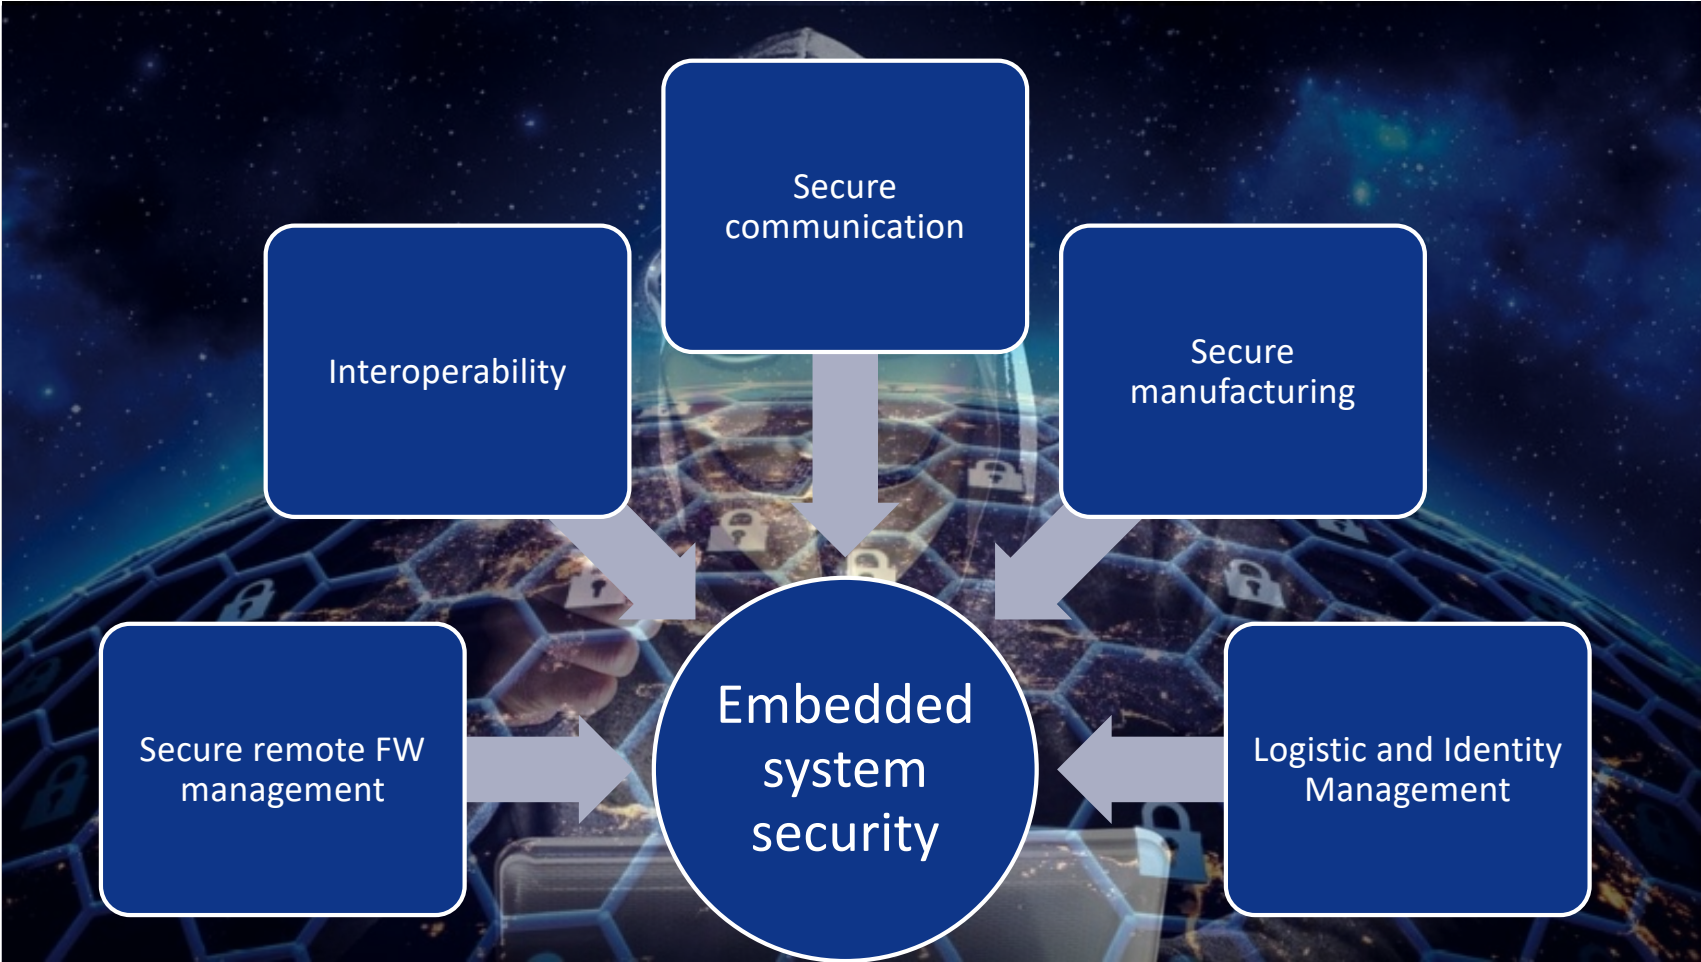 Secure
communication
Interoperability
Secure
manufacturing
Secure remote FW
management
Embedded
system
security
Logistic and Identity
Management